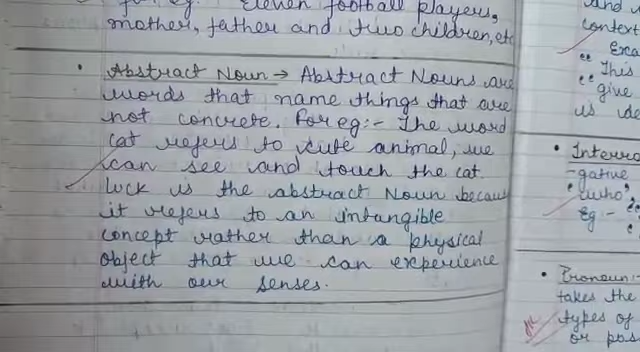 Eleven football players,
mother, father and two children, etc
• Abstract Noun → Abstract Nouns are
words that name things that are
not concrete. For eg:- The word
cat refers to cute animal, we
can see and touch the cat.
Luck is the abstract Noun becaus
it refers to an intangible
concept rather than a physical
object that we can experience
with our senses.
context
Exa
"This
give
us
• Interro
-gative
'who'
Eg -
• Pronoun:-
takes the
types of
or pos